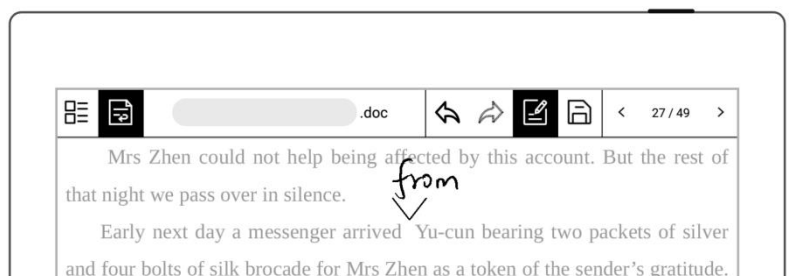 .doc
27 / 49
Mrs Zhen could not help being affected by this account. But the rest of
that night we pass over in silence.
from
Early next day a messenger arrived Yu-cun bearing two packets of silver
and four bolts of silk brocade for Mrs Zhen as a token of the sender's gratitude.